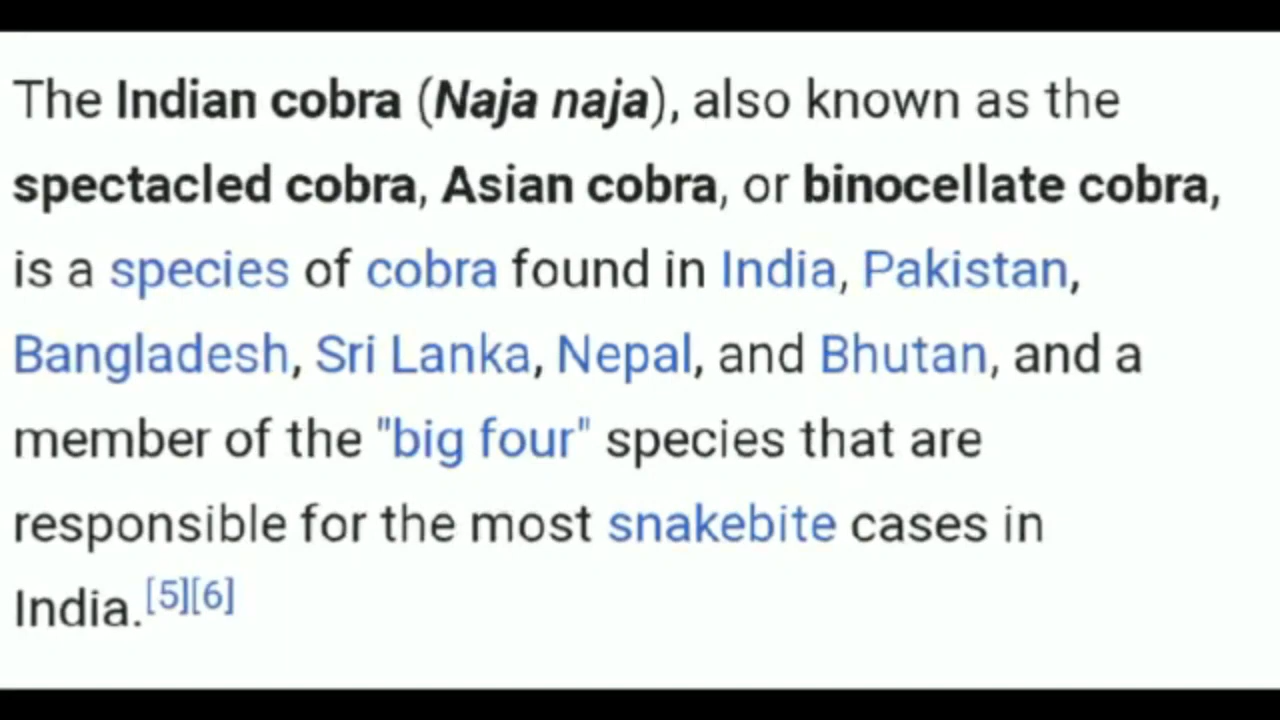 The Indian cobra (Naja naja), also known as the
spectacled cobra, Asian cobra, or binocellate cobra,
is a species of cobra found in India, Pakistan,
Bangladesh, Sri Lanka, Nepal, and Bhutan, and a
member of the "big four" species that are
responsible for the most snakebite cases in
India.[5][6]